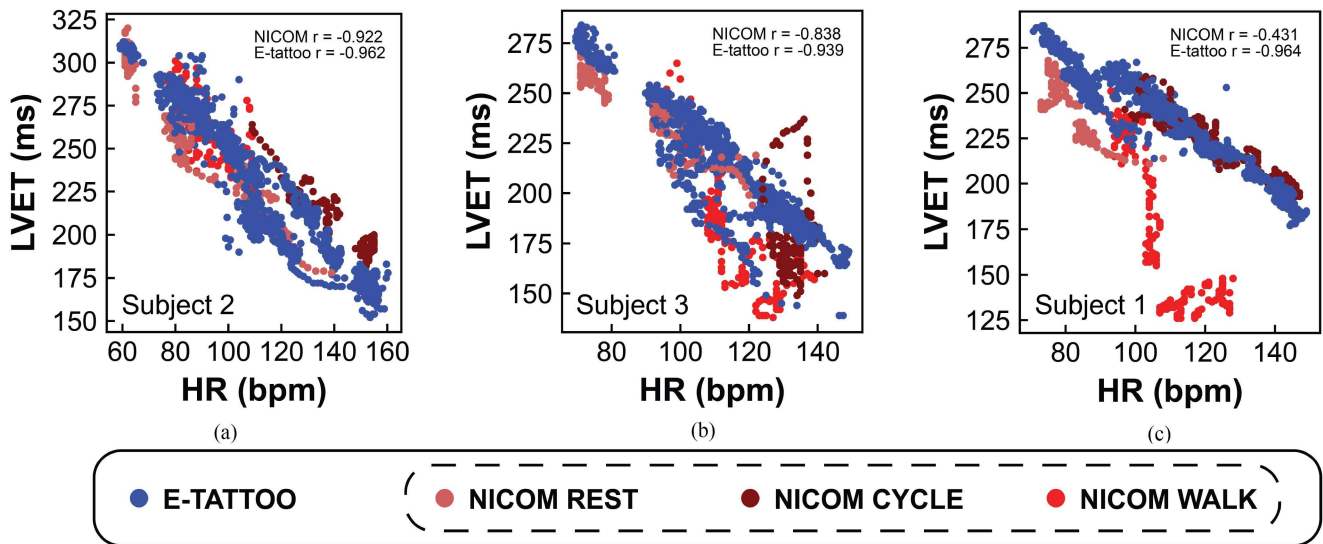 NICOM r = -0.922
E-tattoo r = -0.962
325
300
275
250
225
200
175
150
LVET (ms)
Subject 2
60 80 100 120 140 160
HR (bpm)
(a)
NICOM r = -0.838
E-tattoo r = -0.939
275
250
225
200
175
150
LVET (ms)
Subject 3
80 100 120 140
HR (bpm)
(b)
NICOM r = -0.431
E-tattoo r = -0.964
275
250
225
200
175
150
125
LVET (ms)
Subject 1
80 100 120 140
HR (bpm)
(c)
E-TATTOO NICOM REST NICOM CYCLE NICOM WALK